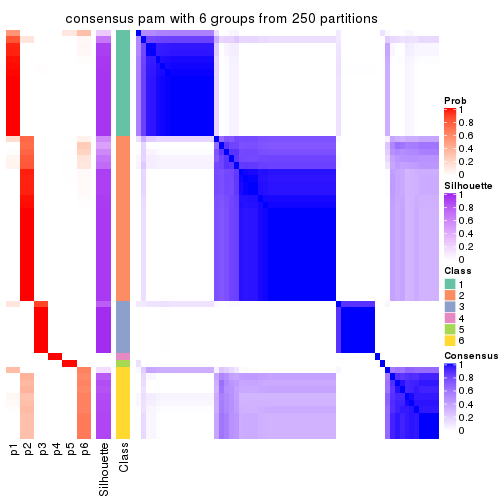 consensus pam with 6 groups from 250 partitions
Prob
1
0.8
0.6
0.4
0.2
0
Silhouette
1
0.8
0.6
0.4
0.2
0
Class
1
2
3
4
5
6
Consensus
1
0.8
0.6
0.4
0.2
0
p1
p2
p3
p4
p5
p6
Silhouette
Class